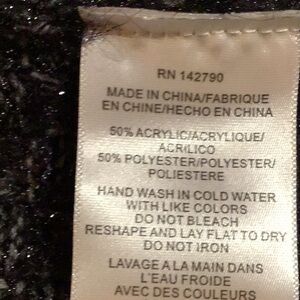 RN 142790
MADE IN CHINA/FABRIQUE
EN CHINE/HECHO EN CHINA
50% ACRYLIC/ACRYLIQUE/
ACRILICO
50% POLYESTER/POLYESTER/
POLIESTERE
HAND WASH IN COLD WATER
WITH LIKE COLORS
DO NOT BLEACH
RESHAPE AND LAY FLAT TO DRY
DO NOT IRON
LAVAGE A LA MAIN DANS
L'EAU FROIDE
AVEC DES COULEURS